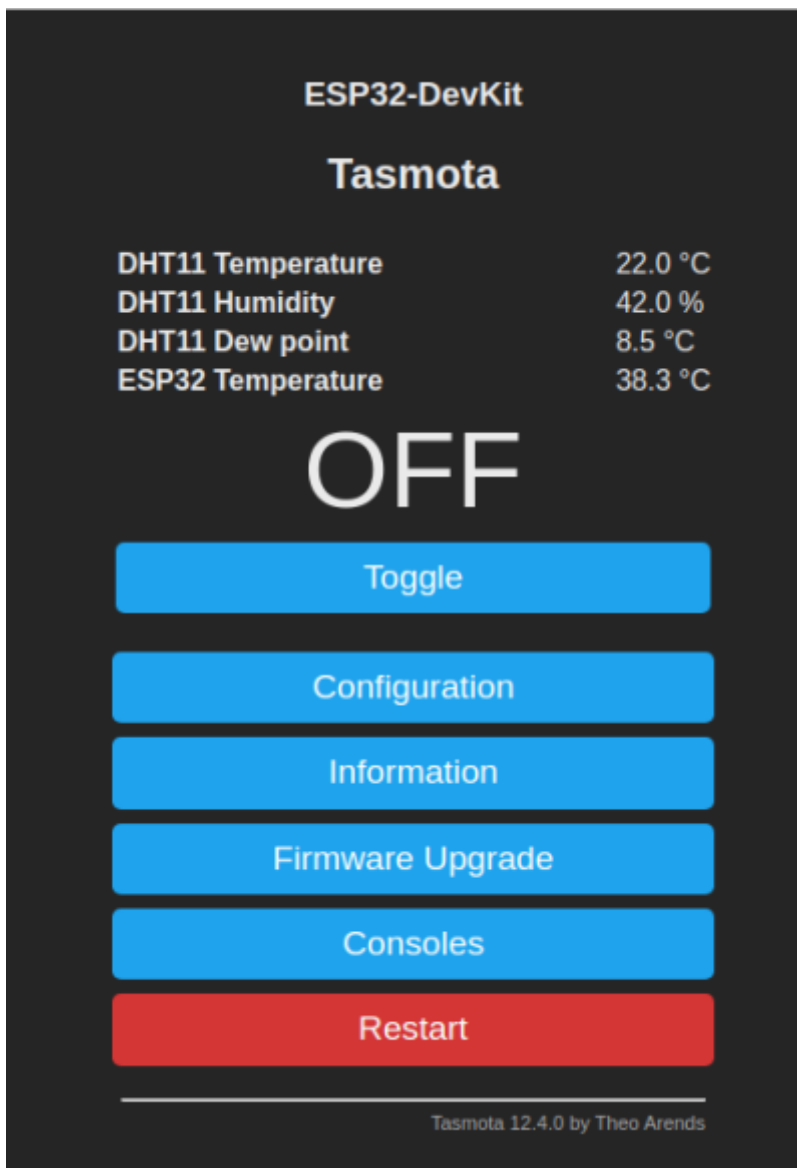 ESP32-DevKit
Tasmota
DHT11 Temperature 22.0 °C
DHT11 Humidity 42.0 %
DHT11 Dew point 8.5 °C
ESP32 Temperature 38.3 °C
OFF
Toggle
Configuration
Information
Firmware Upgrade
Consoles
Restart
Tasmota 12.4.0 by Theo Arends